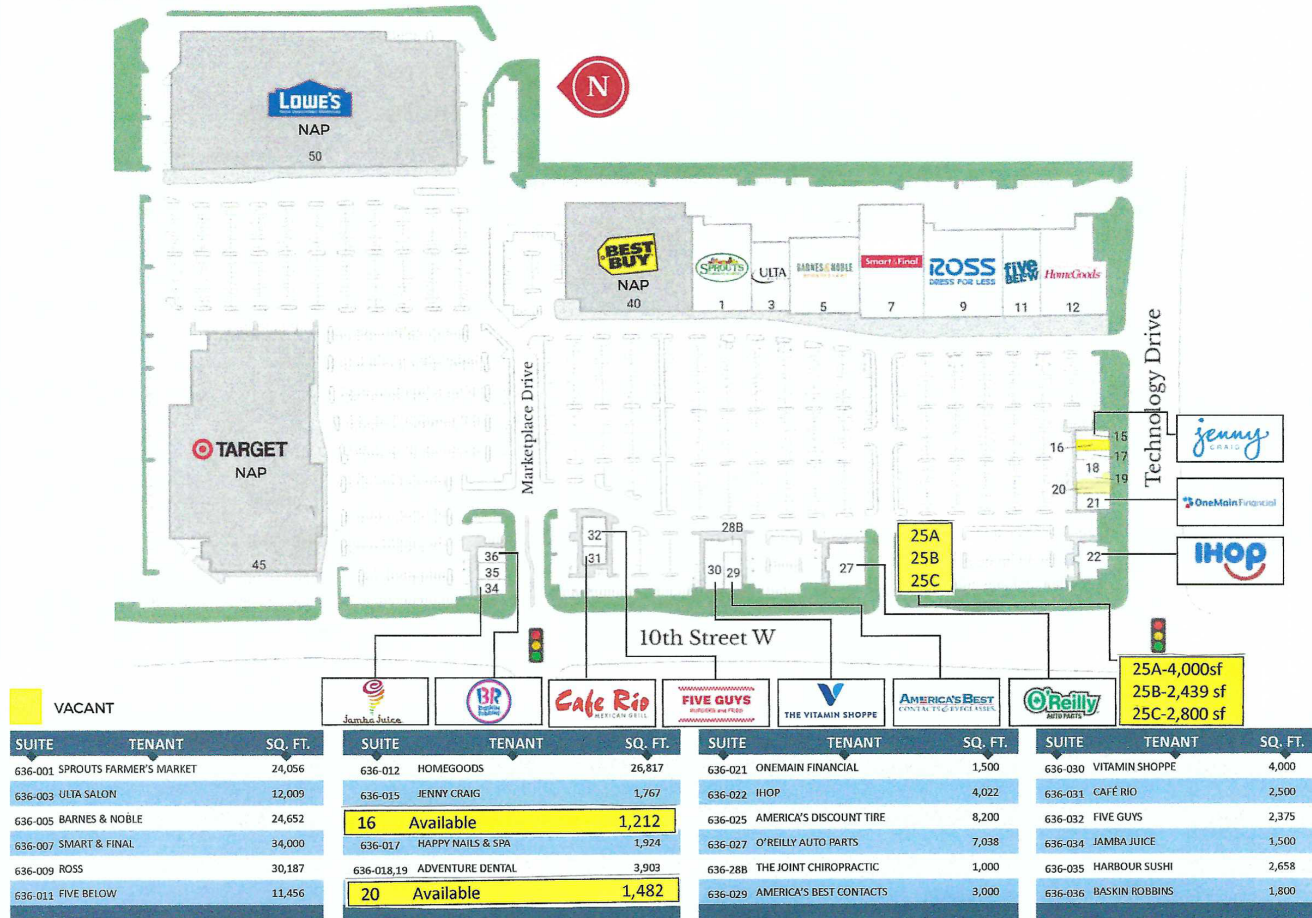 LOWE'S
NAP
50
N
BEST
BUY
NAP
40
SPROUTS
1
ULTA
3
BARNES & NOBLE
5
Smart & Final
7
ROSS
DRESS FOR LESS
9
five
BELOW
11
HomeGoods
12
Technology Drive
Marketplace Drive
TARGET
NAP
45
15
16
17
18
19
20
21
22
jenny
CRAIG
OneMain Financial
IHOP
36
35
34
32
31
28B
30
29
27
25A
25B
25C
10th Street W
25A-4,000sf
25B-2,439 sf
25C-2,800 sf
VACANT
Jamba Juice
BR
baskin robbins
Cafe Rio
MEXICAN GRILL
FIVE GUYS
BURGERS and FRIES
THE VITAMIN SHOPPE
AMERICA'S BEST
CONTACTS & EYEGLASSES
O'Reilly
AUTO PARTS
SUITE TENANT SQ. FT.
636-001 SPROUTS FARMER'S MARKET 24,056
636-003 ULTA SALON 12,009
636-005 BARNES & NOBLE 24,652
636-007 SMART & FINAL 34,000
636-009 ROSS 30,187
636-011 FIVE BELOW 11,456
SUITE TENANT SQ. FT.
636-012 HOMEGOODS 26,817
636-015 JENNY CRAIG 1,767
16 Available 1,212
636-017 HAPPY NAILS & SPA 1,924
636-018,19 ADVENTURE DENTAL 3,903
20 Available 1,482
SUITE TENANT SQ. FT.
636-021 ONEMAIN FINANCIAL 1,500
636-022 IHOP 4,022
636-025 AMERICA'S DISCOUNT TIRE 8,200
636-027 O'REILLY AUTO PARTS 7,038
636-28B THE JOINT CHIROPRACTIC 1,000
636-029 AMERICA'S BEST CONTACTS 3,000
SUITE TENANT SQ. FT.
636-030 VITAMIN SHOPPE 4,000
636-031 CAFÉ RIO 2,500
636-032 FIVE GUYS 2,375
636-034 JAMBA JUICE 1,500
636-035 HARBOUR SUSHI 2,658
636-036 BASKIN ROBBINS 1,800